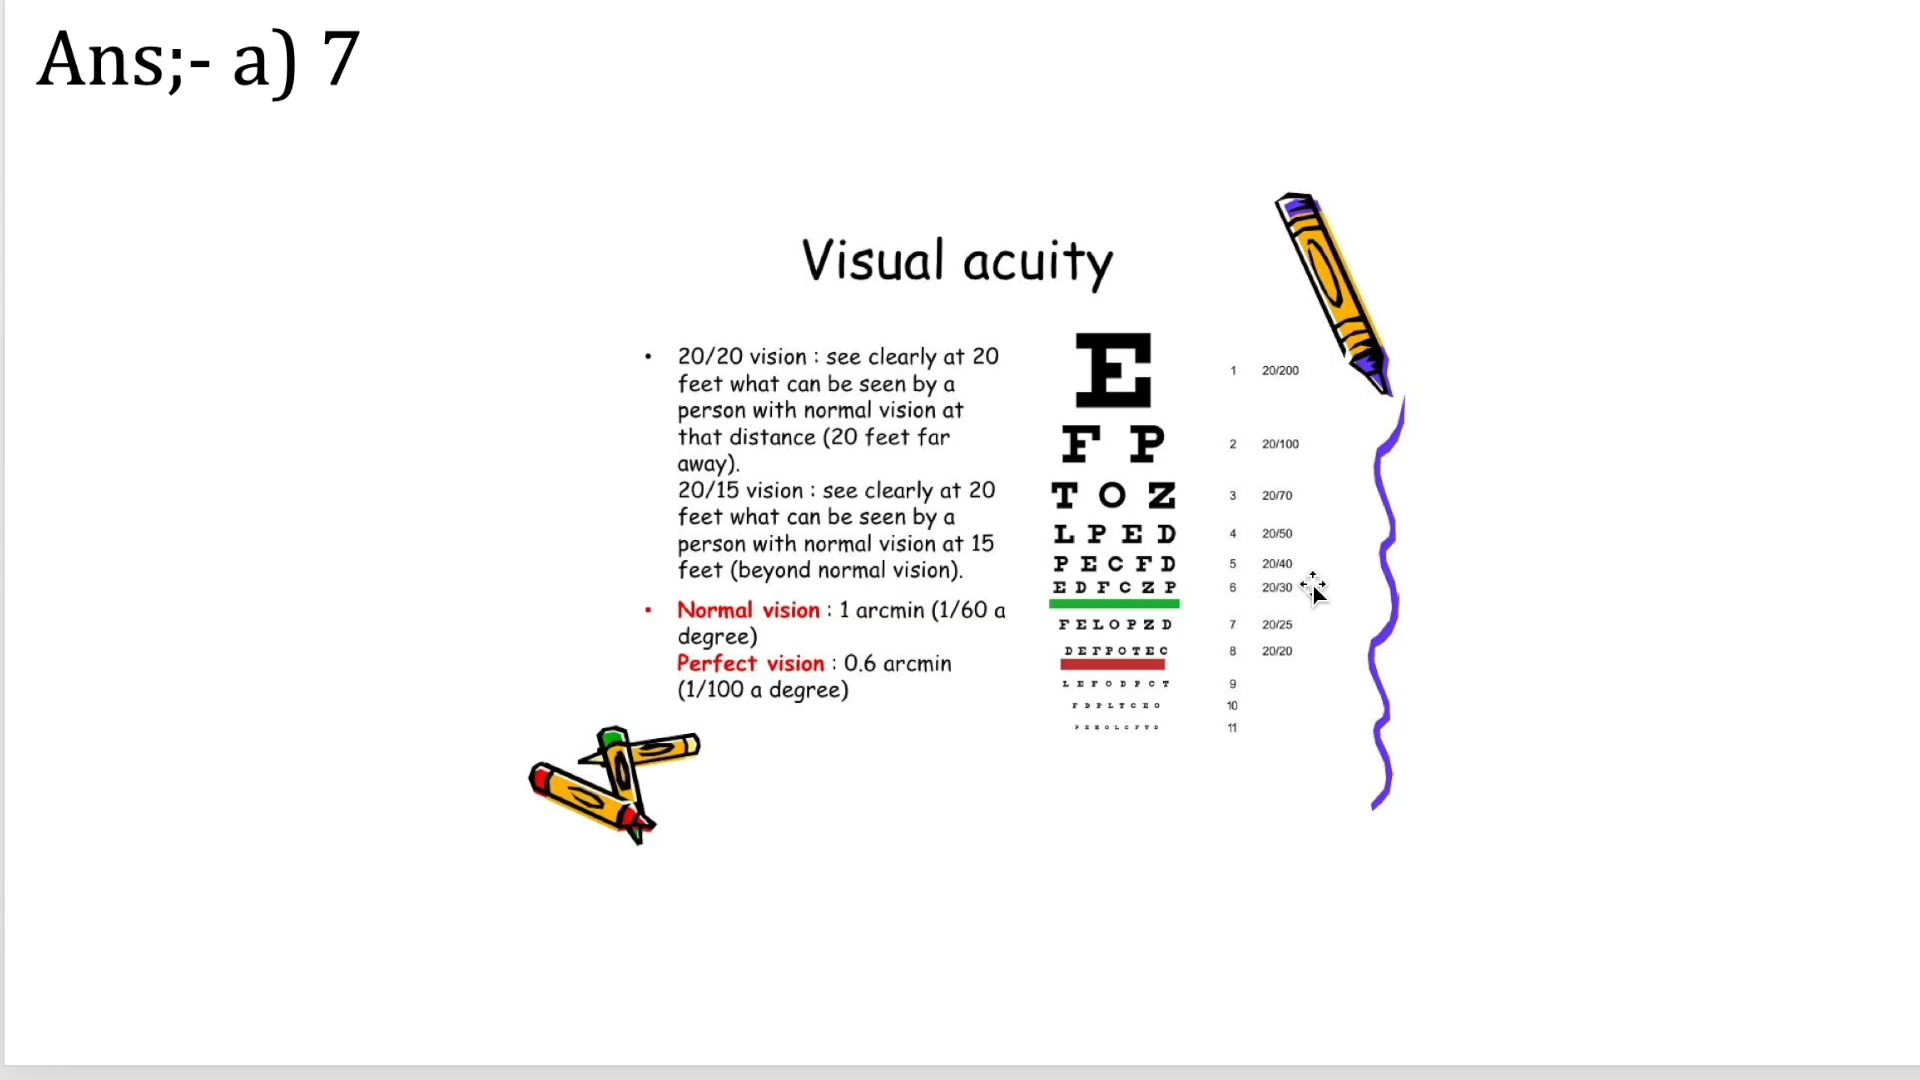 Ans;- a) 7
Visual acuity
• 20/20 vision : see clearly at 20
feet what can be seen by a
person with normal vision at
that distance (20 feet far
away).
20/15 vision : see clearly at 20
feet what can be seen by a
person with normal vision at 15
feet (beyond normal vision).
• Normal vision : 1 arcmin (1/60 a
degree)
Perfect vision : 0.6 arcmin
(1/100 a degree)
E 1 20/200
F P 2 20/100
T O Z 3 20/70
L P E D 4 20/50
P E C F D 5 20/40
E D F C Z P 6 20/30
F E L O P Z D 7 20/25
D E F P O T E C 8 20/20
L E F O D P C T 9
F D P L T C E O 10
11